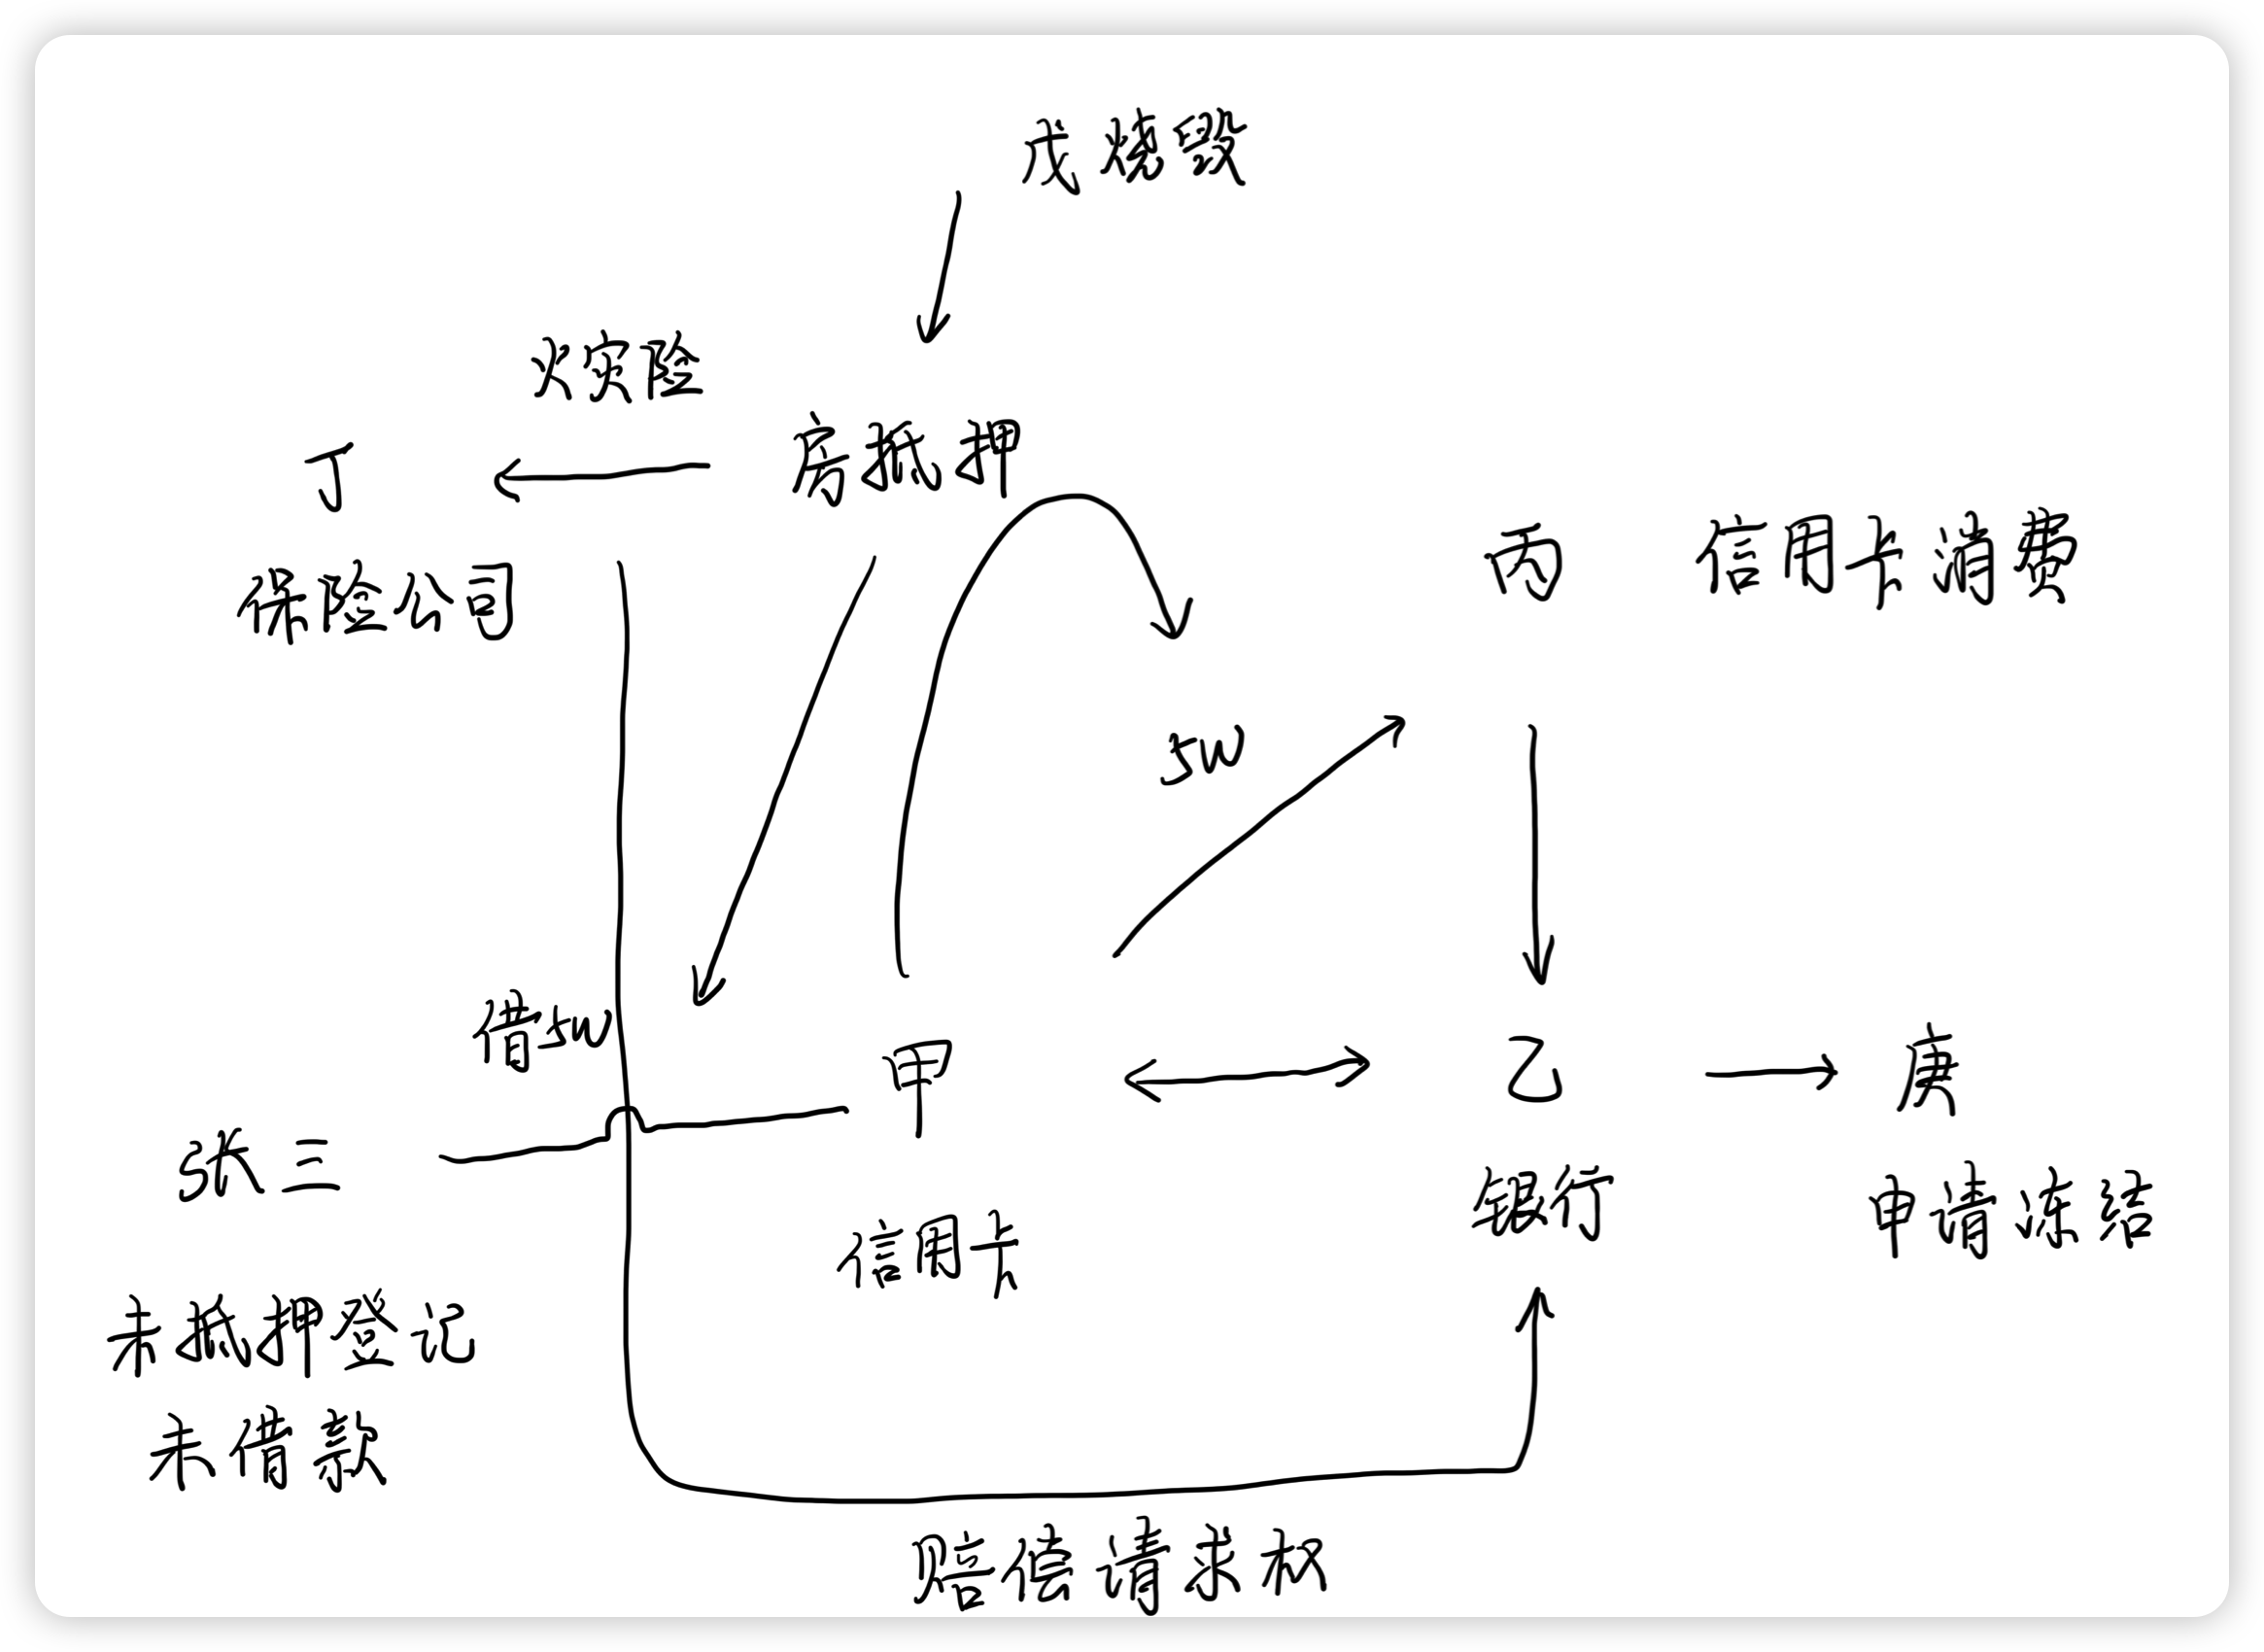 戊烧毁
火灾险
房抵押
丁
保险公司
丙 信用卡消费
5W
借5W
甲
乙
庚
张三
银行
申请冻结
信用卡
未抵押登记
未借款
赔偿请求权